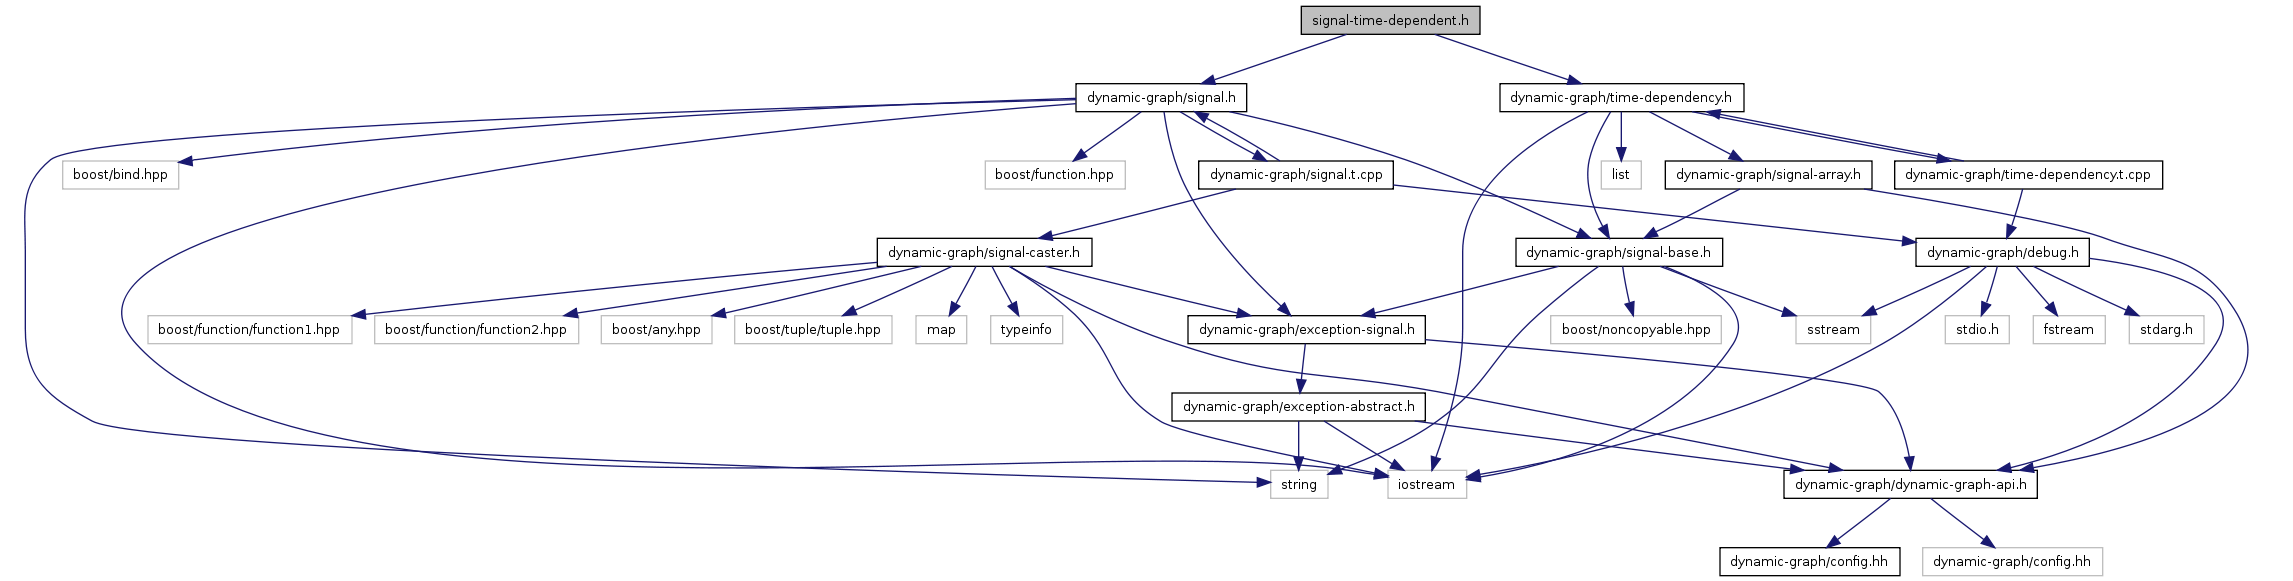 signal-time-dependent.h
dynamic-graph/signal.h
dynamic-graph/time-dependency.h
boost/bind.hpp
boost/function.hpp
dynamic-graph/signal.t.cpp
list
dynamic-graph/signal-array.h
dynamic-graph/time-dependency.t.cpp
dynamic-graph/signal-caster.h
dynamic-graph/signal-base.h
dynamic-graph/debug.h
boost/function/function1.hpp
boost/function/function2.hpp
boost/any.hpp
boost/tuple/tuple.hpp
map
typeinfo
dynamic-graph/exception-signal.h
boost/noncopyable.hpp
sstream
stdio.h
fstream
stdarg.h
dynamic-graph/exception-abstract.h
string
iostream
dynamic-graph/dynamic-graph-api.h
dynamic-graph/config.hh
dynamic-graph/config.hh